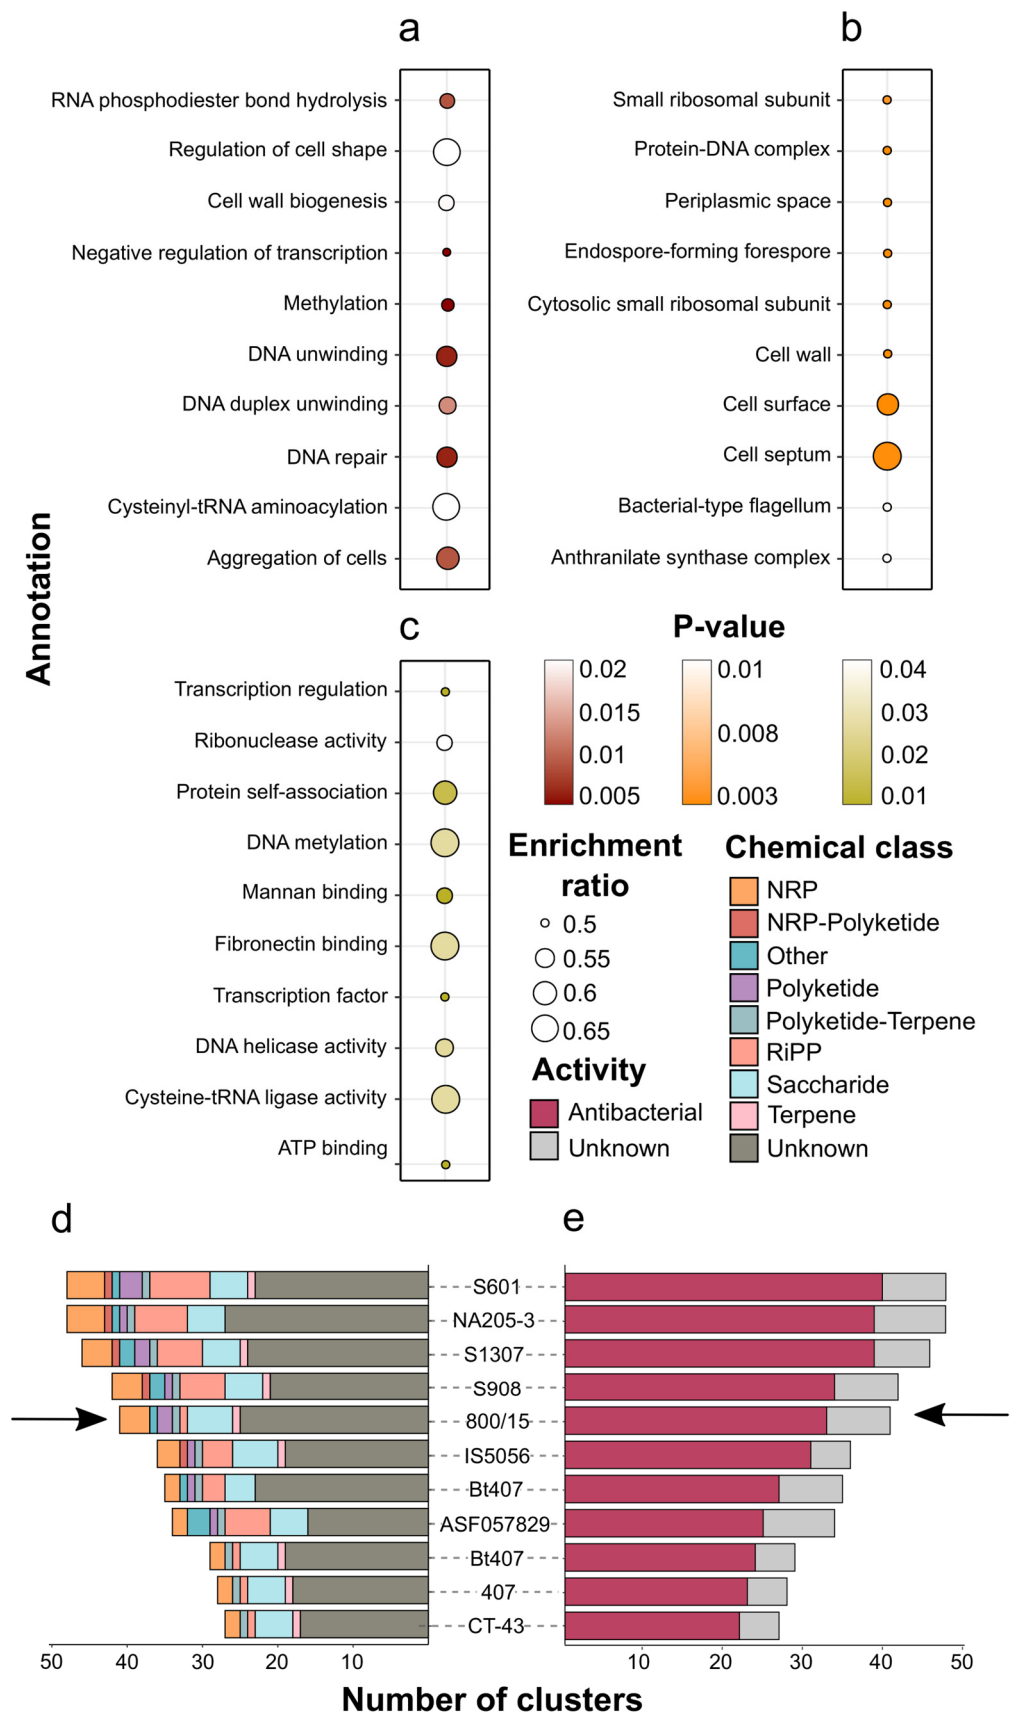 a
RNA phosphodiester bond hydrolysis
Regulation of cell shape
Cell wall biogenesis
Negative regulation of transcription
Methylation
DNA unwinding
DNA duplex unwinding
DNA repair
Cysteinyl-tRNA aminoacylation
Aggregation of cells
b
Small ribosomal subunit
Protein-DNA complex
Periplasmic space
Endospore-forming forespore
Cytosolic small ribosomal subunit
Cell wall
Cell surface
Cell septum
Bacterial-type flagellum
Anthranilate synthase complex
Annotation
c
Transcription regulation
Ribonuclease activity
Protein self-association
DNA metylation
Mannan binding
Fibronectin binding
Transcription factor
DNA helicase activity
Cysteine-tRNA ligase activity
ATP binding
P-value
0.02
0.015
0.01
0.005
0.01
0.008
0.003
0.04
0.03
0.02
0.01
Enrichment
ratio
0.5
0.55
0.6
0.65
Activity
Antibacterial
Unknown
Chemical class
NRP
NRP-Polyketide
Other
Polyketide
Polyketide-Terpene
RiPP
Saccharide
Terpene
Unknown
d
e
S601
NA205-3
S1307
S908
800/15
IS5056
Bt407
ASF057829
Bt407
407
CT-43
50 40 30 20 10
10 20 30 40 50
Number of clusters